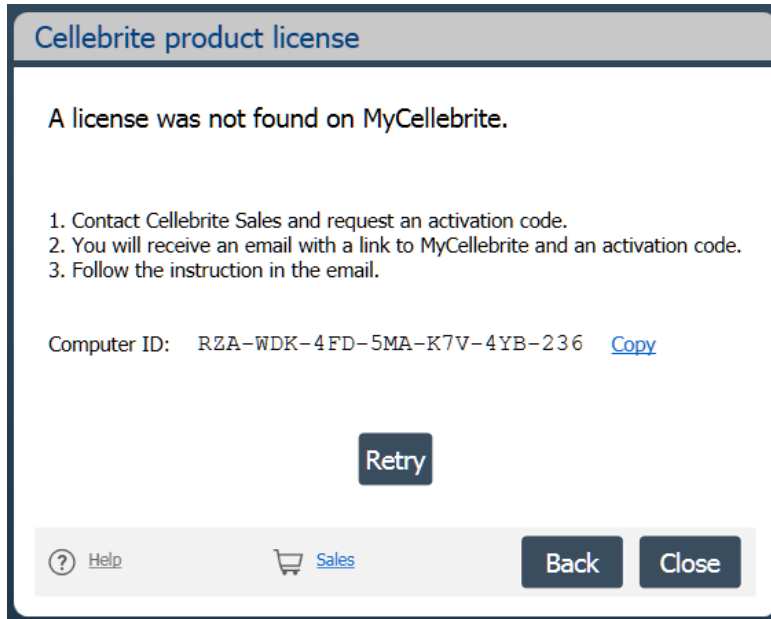 Cellebrite product license
A license was not found on MyCellebrite.
1. Contact Cellebrite Sales and request an activation code.
2. You will receive an email with a link to MyCellebrite and an activation code.
3. Follow the instruction in the email.
Computer ID: RZA-WDK-4FD-5MA-K7V-4YB-236 Copy
Retry
? Help Sales Back Close